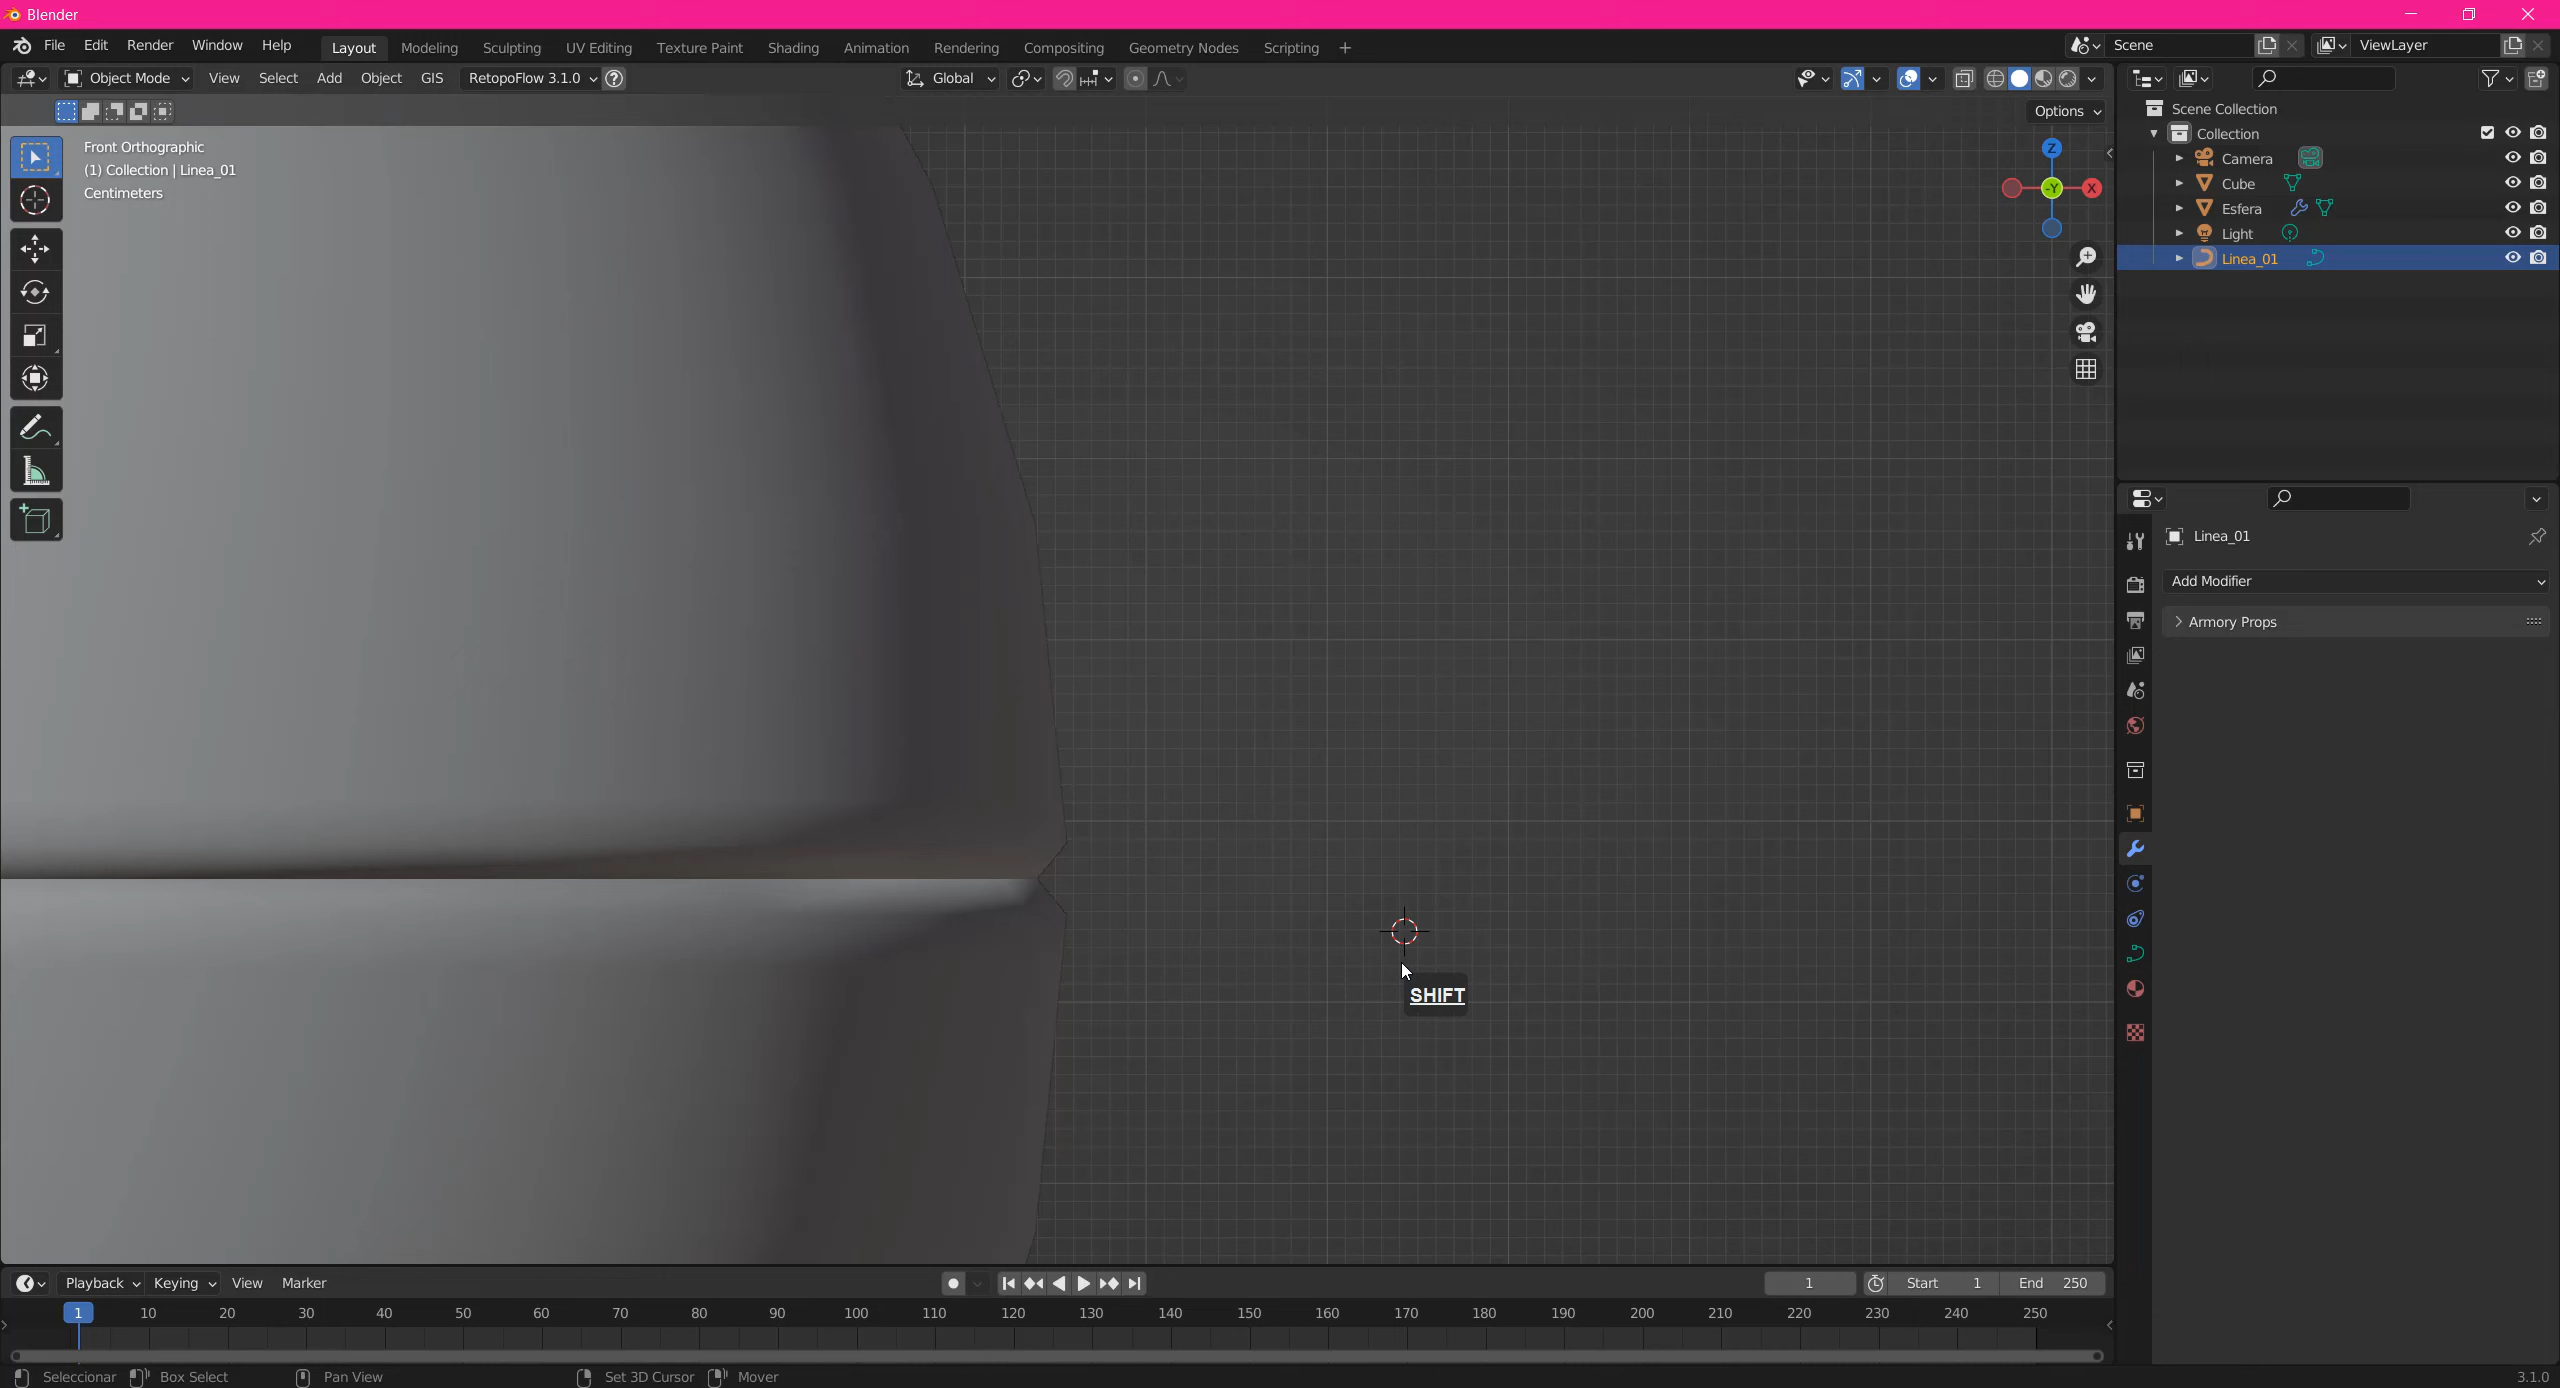 Blender
File Edit Render Window Help Layout Modeling Sculpting UV Editing Texture Paint Shading Animation Rendering Compositing Geometry Nodes Scripting + Scene ViewLayer
Object Mode View Select Add Object GIS RetopoFlow 3.1.0 Global
Options
Front Orthographic
(1) Collection | Linea_01
Centimeters
Z
-Y
X
SHIFT
Scene Collection
Collection
Camera
Cube
Esfera
Light
Linea_01
Linea_01
Add Modifier
Armory Props
Playback Keying View Marker 1 Start 1 End 250
1 10 20 30 40 50 60 70 80 90 100 110 120 130 140 150 160 170 180 190 200 210 220 230 240 250
Seleccionar Box Select Pan View Set 3D Cursor Mover 3.1.0